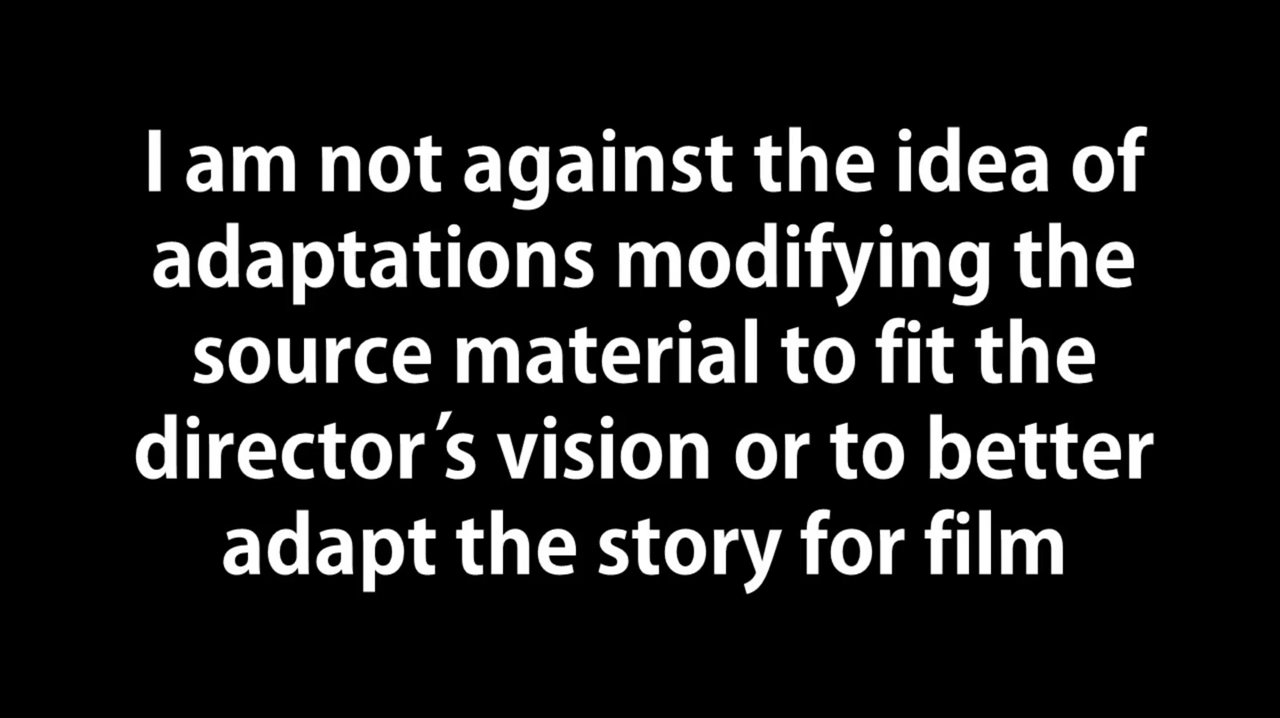 I am not against the idea of
adaptations modifying the
source material to fit the
director´s vision or to better
adapt the story for film